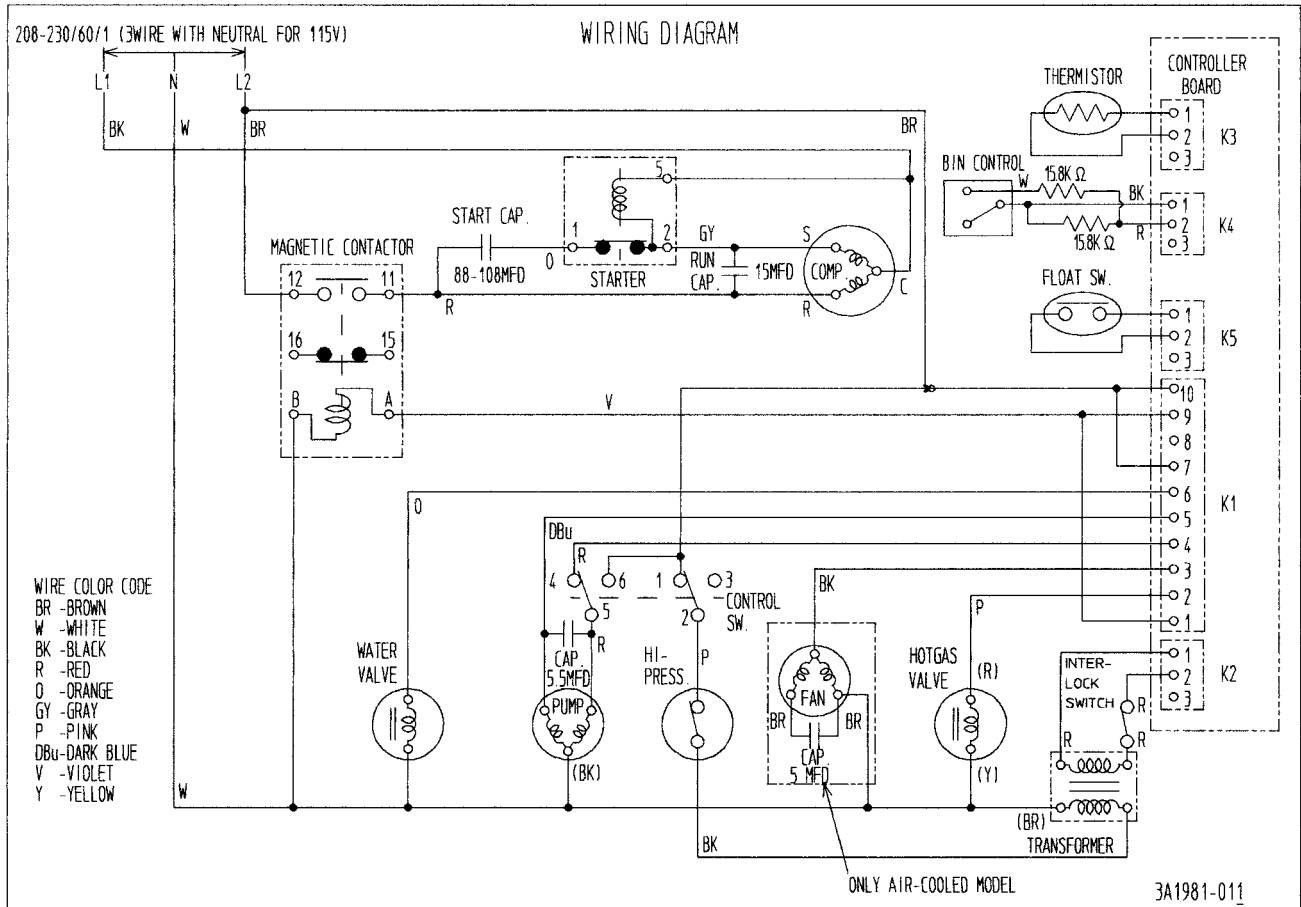 WIRING DIAGRAM
208-230/60/1 (3WIRE WITH NEUTRAL FOR 115V)
L1 N L2
BK W BR BR
CONTROLLER
BOARD
THERMISTOR
1
2
3
K3
BIN CONTROL
W
15.8K Ω
BK
R
15.8K Ω
1
2
3
K4
FLOAT SW.
1
2
3
K5
START CAP.
88-108MFD
5
1
0
2
STARTER
GY
RUN
CAP.
15MFD
S
COMP.
R
C
MAGNETIC CONTACTOR
12 11
R
16 15
B A
V
10
9
8
7
6
5
4
3
2
1
K1
O
DBu
R
4 6 1 3
5
2
CONTROL
SW.
R
CAP.
5.5MFD
PUMP
(BK)
WATER
VALVE
HI-
PRESS.
P
BK
FAN
BR BR
CAP.
5 MFD
P
HOTGAS
VALVE
(R)
(Y)
1
2
3
K2
INTER-
LOCK
SWITCH
R
R
R
(BR)
TRANSFORMER
BK
W
ONLY AIR-COOLED MODEL
WIRE COLOR CODE
BR -BROWN
W -WHITE
BK -BLACK
R -RED
O -ORANGE
GY -GRAY
P -PINK
DBu-DARK BLUE
V -VIOLET
Y -YELLOW
3A1981-011